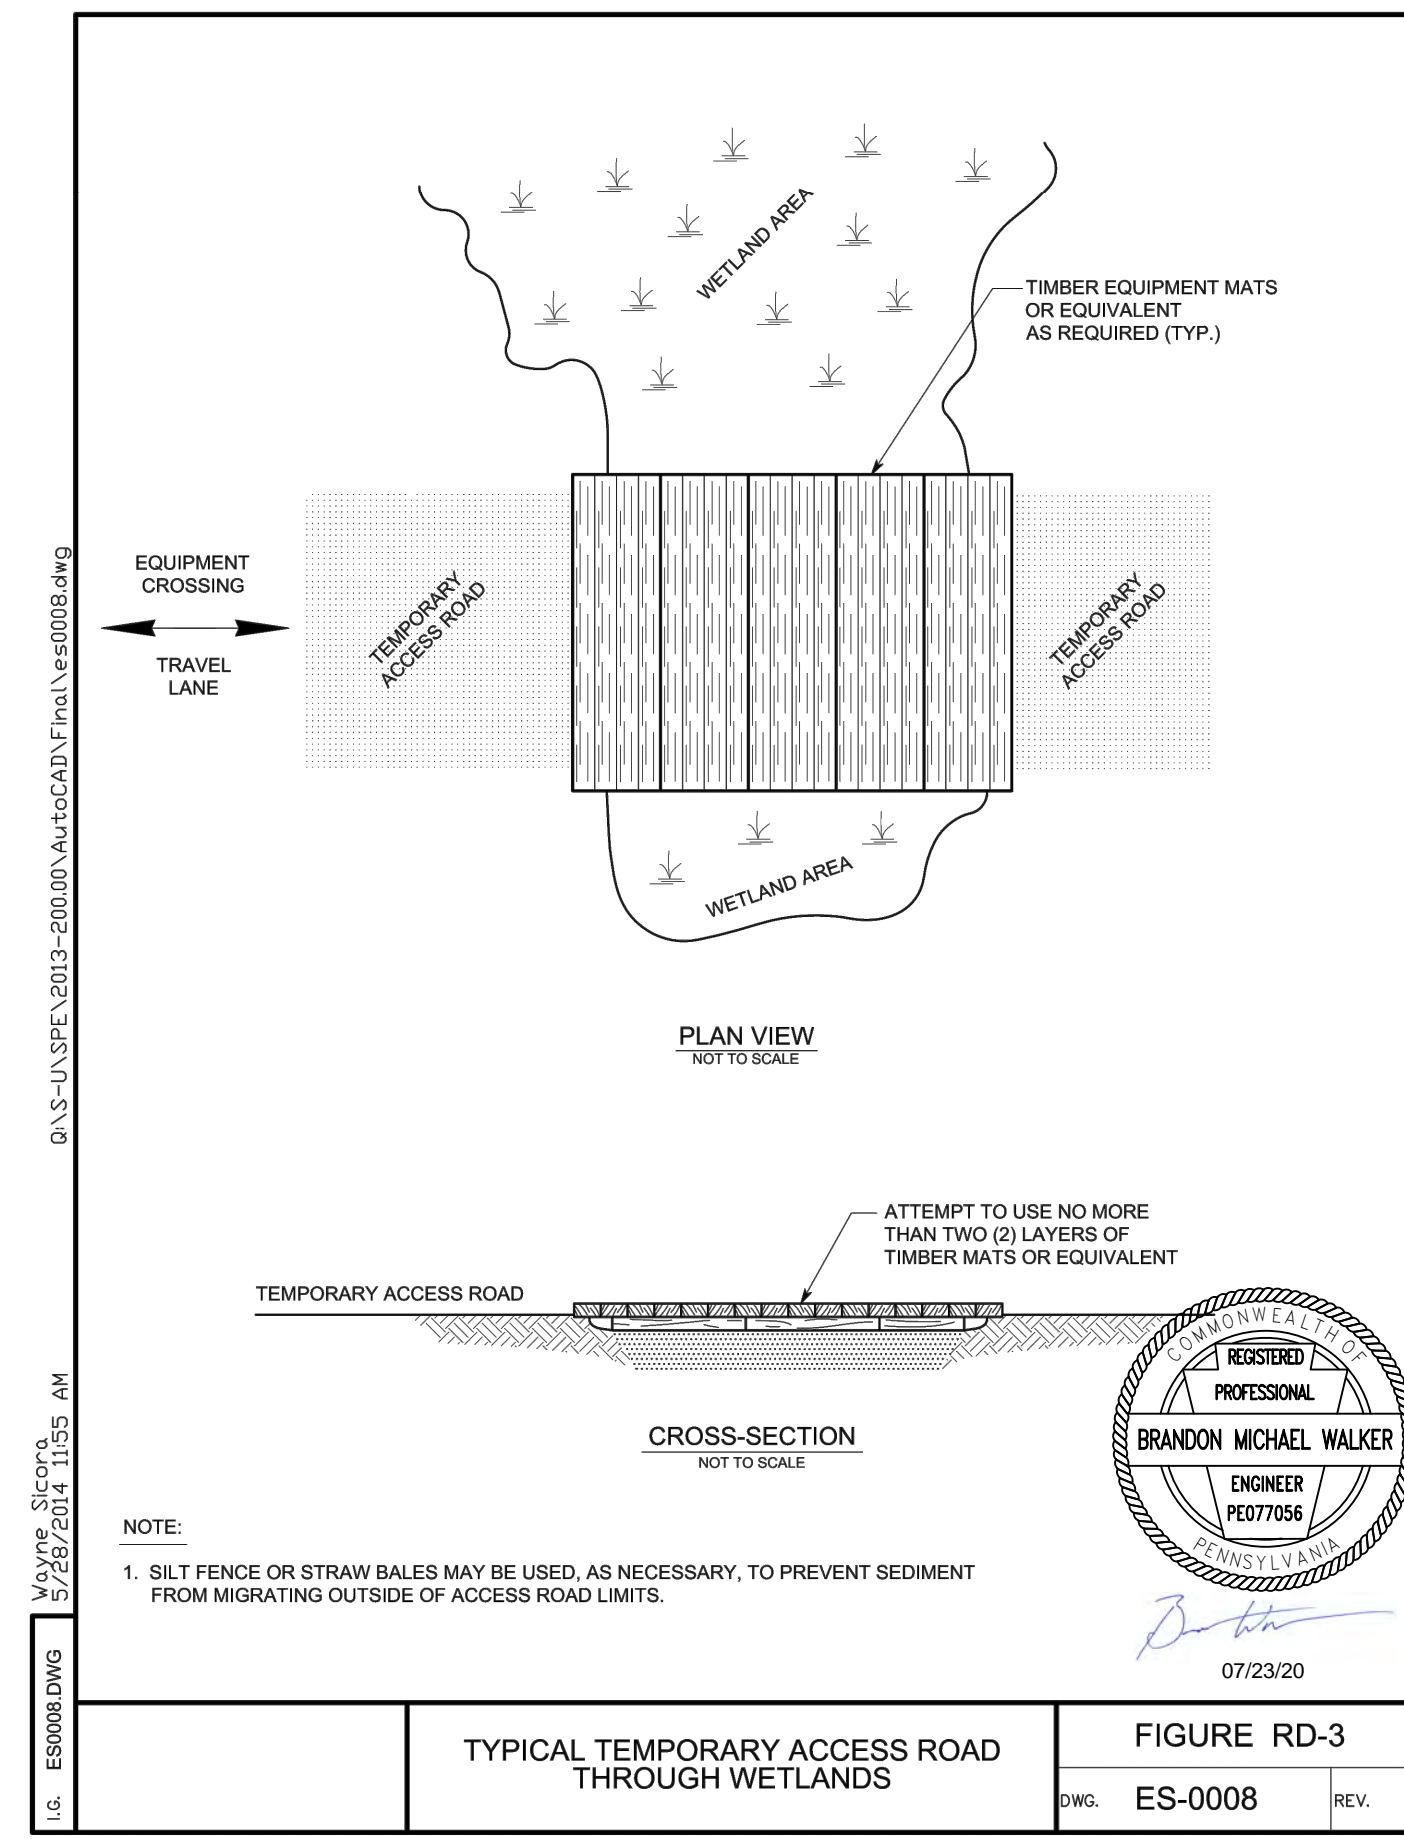 WETLAND AREA
TIMBER EQUIPMENT MATS
OR EQUIVALENT
AS REQUIRED (TYP.)
EQUIPMENT
CROSSING
TRAVEL
LANE
TEMPORARY
ACCESS ROAD
TEMPORARY
ACCESS ROAD
WETLAND AREA
PLAN VIEW
NOT TO SCALE
ATTEMPT TO USE NO MORE
THAN TWO (2) LAYERS OF
TIMBER MATS OR EQUIVALENT
TEMPORARY ACCESS ROAD
CROSS-SECTION
NOT TO SCALE
COMMONWEALTH OF
REGISTERED
PROFESSIONAL
BRANDON MICHAEL WALKER
ENGINEER
PE077056
PENNSYLVANIA
07/23/20
NOTE:
1. SILT FENCE OR STRAW BALES MAY BE USED, AS NECESSARY, TO PREVENT SEDIMENT
FROM MIGRATING OUTSIDE OF ACCESS ROAD LIMITS.
Q:\S-U\SPE\2013-200.00\AutoCAD\Final\es0008.dwg
Wayne Sicora
5/28/2014 11:55 AM
I.G. ES0008.DWG
TYPICAL TEMPORARY ACCESS ROAD
THROUGH WETLANDS
FIGURE RD-3
DWG. ES-0008 REV.